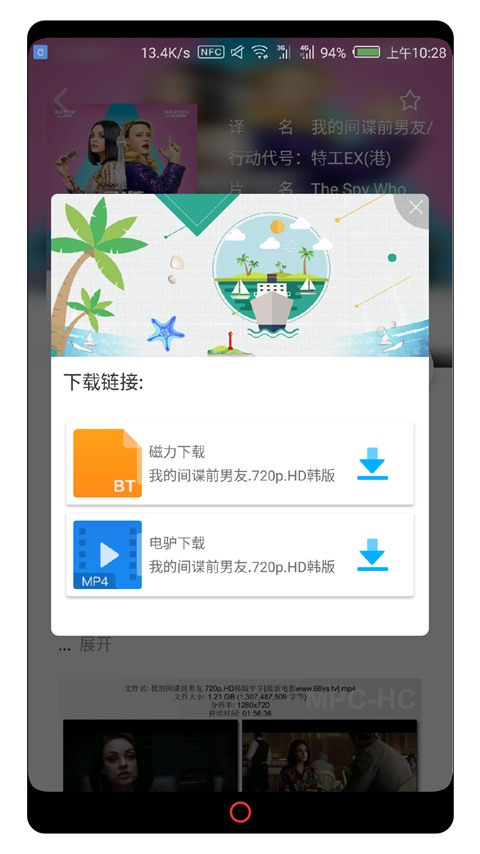 13.4K/s NFC 3G 4G 94% 上午10:28
译 名 我的间谍前男友/
行动代号：特工EX(港)
片 名 The Spy Who
下载链接:
BT
磁力下载
我的间谍前男友.720p.HD韩版
MP4
电驴下载
我的间谍前男友.720p.HD韩版
... 展开
文件名: 我的间谍前男友.720p.HD韩版中字[最新电影www.66ys.tv].mp4
文件大小: 1.21 GB (1,307,487,509 字节)
分辨率: 1280x720
持续时间: 01:56:36
MPC-HC